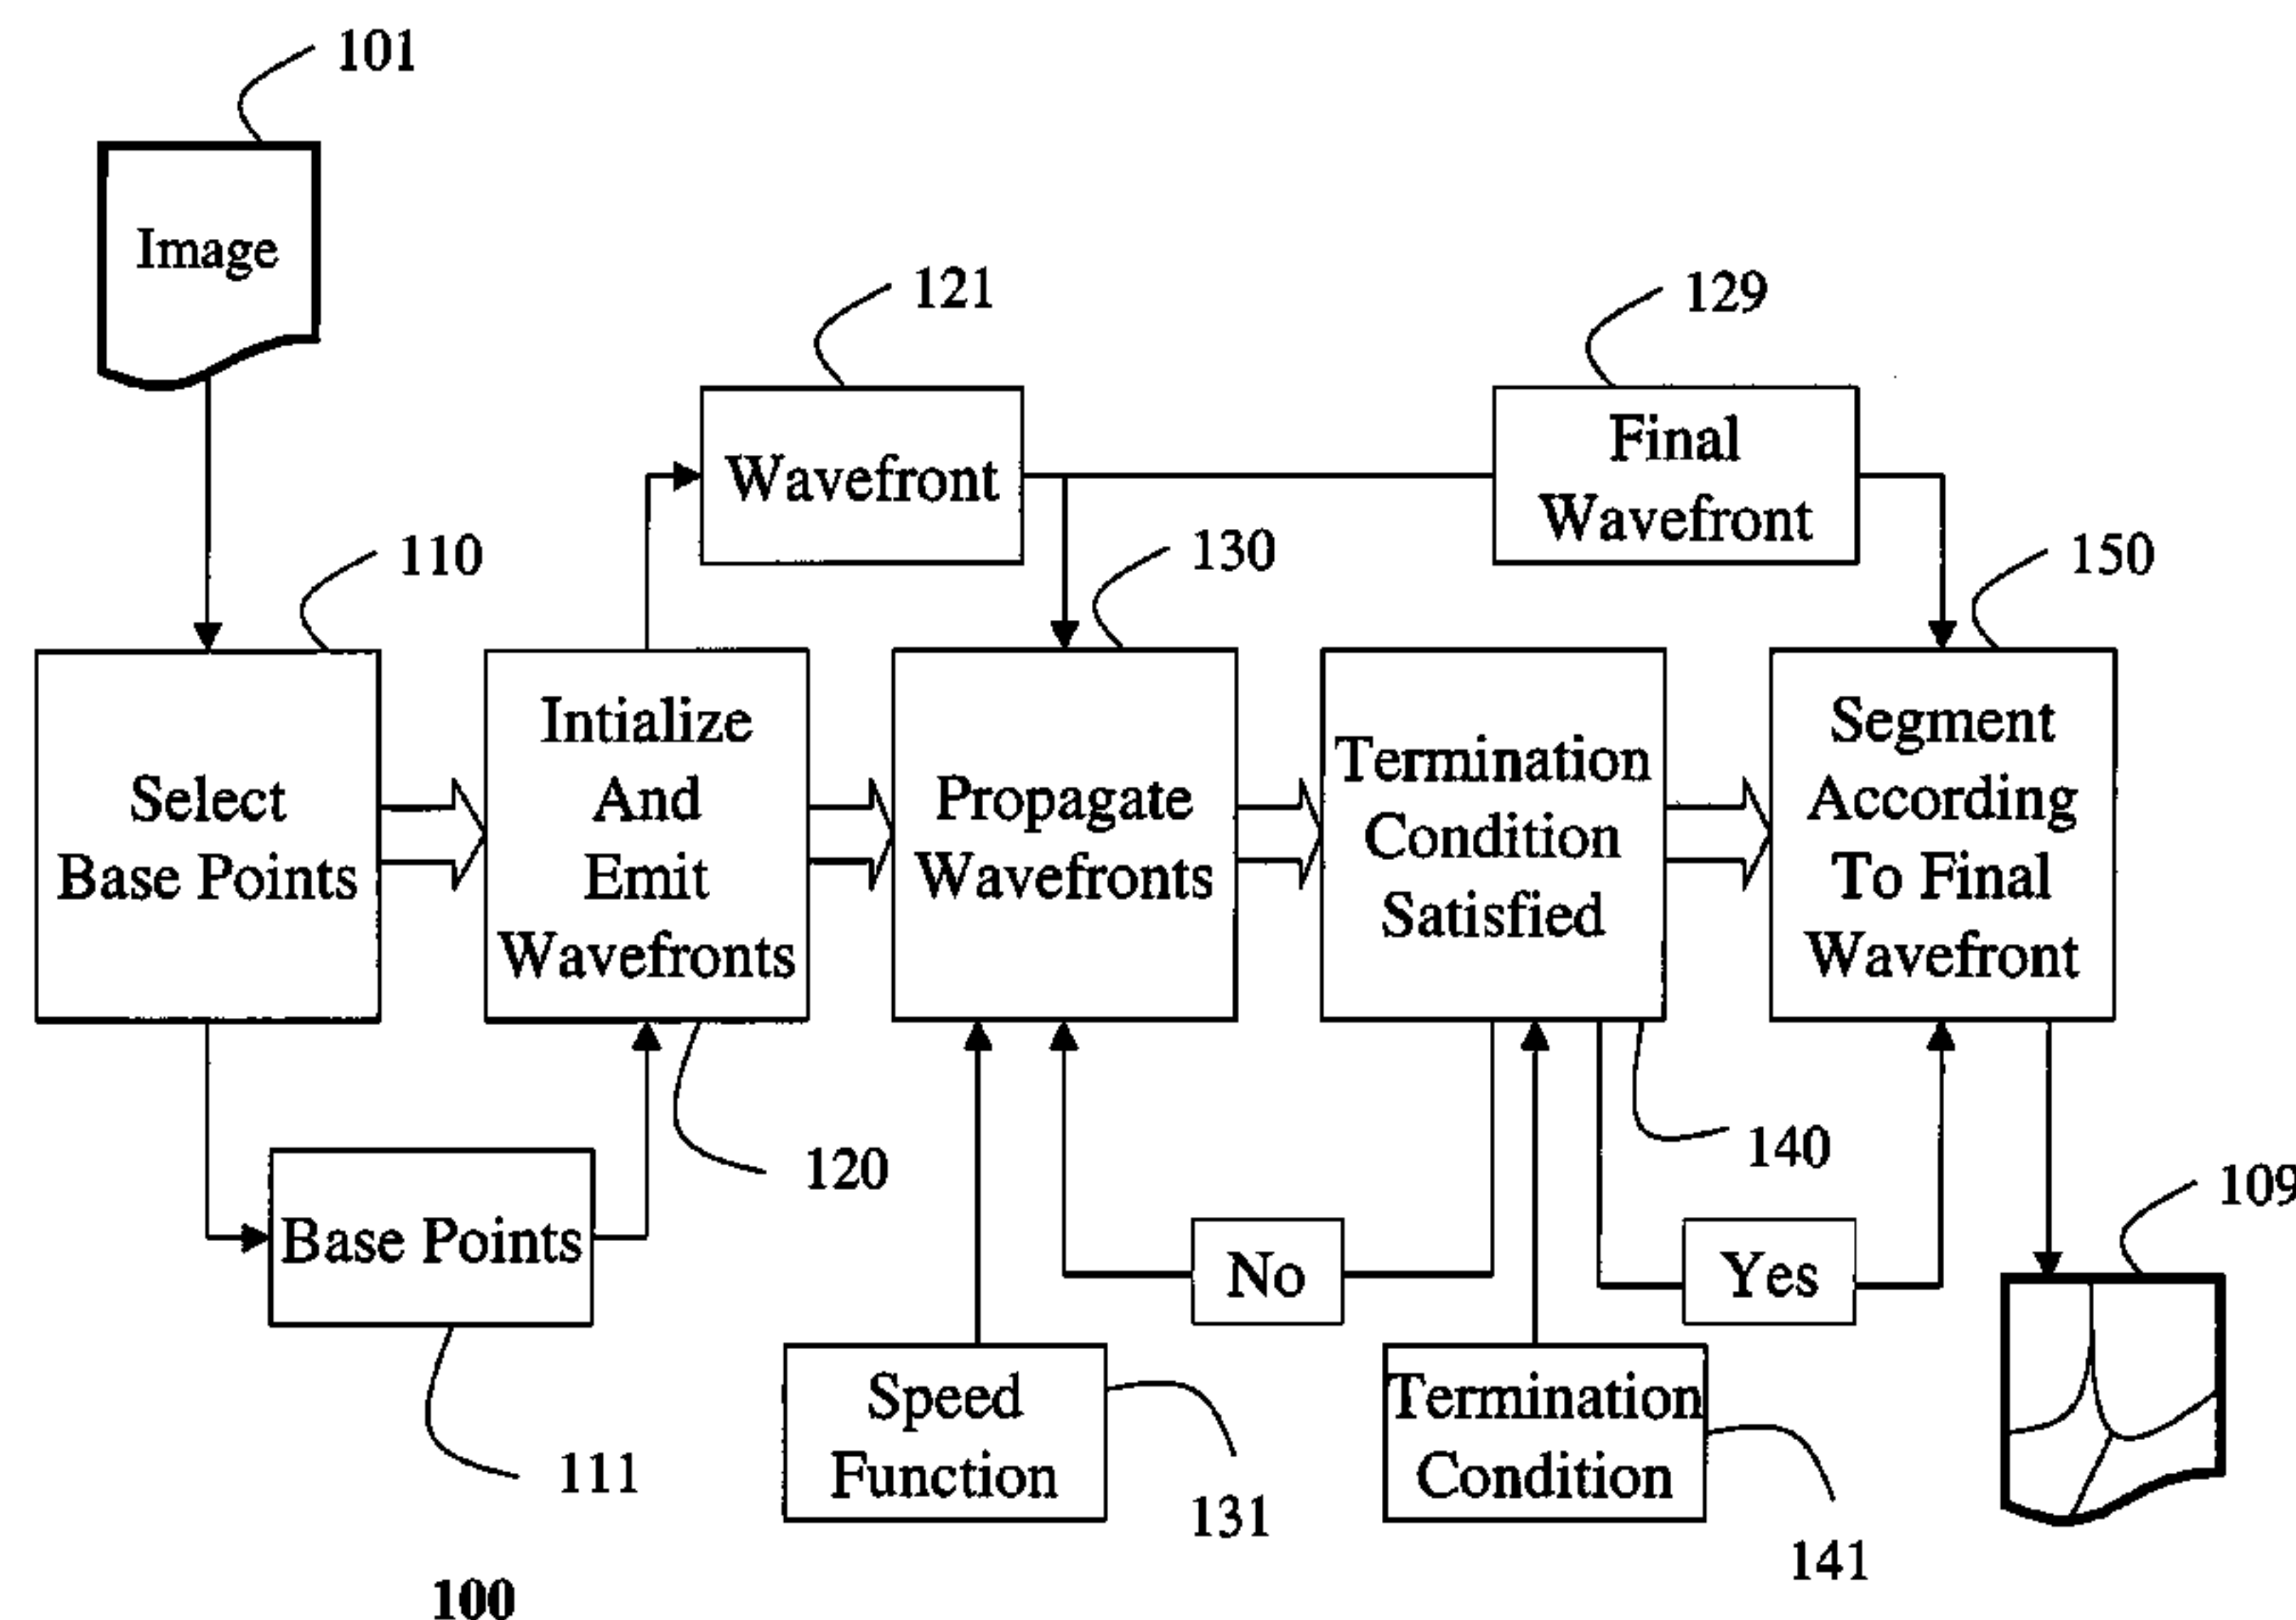 101
Image
121
129
Wavefront
Final
Wavefront
110
130
150
Select
Base Points
Intialize
And
Emit
Wavefronts
Propagate
Wavefronts
Termination
Condition
Satisfied
Segment
According
To Final
Wavefront
120
140
109
Base Points
No
Yes
111
Speed
Function
Termination
Condition
131
141
100